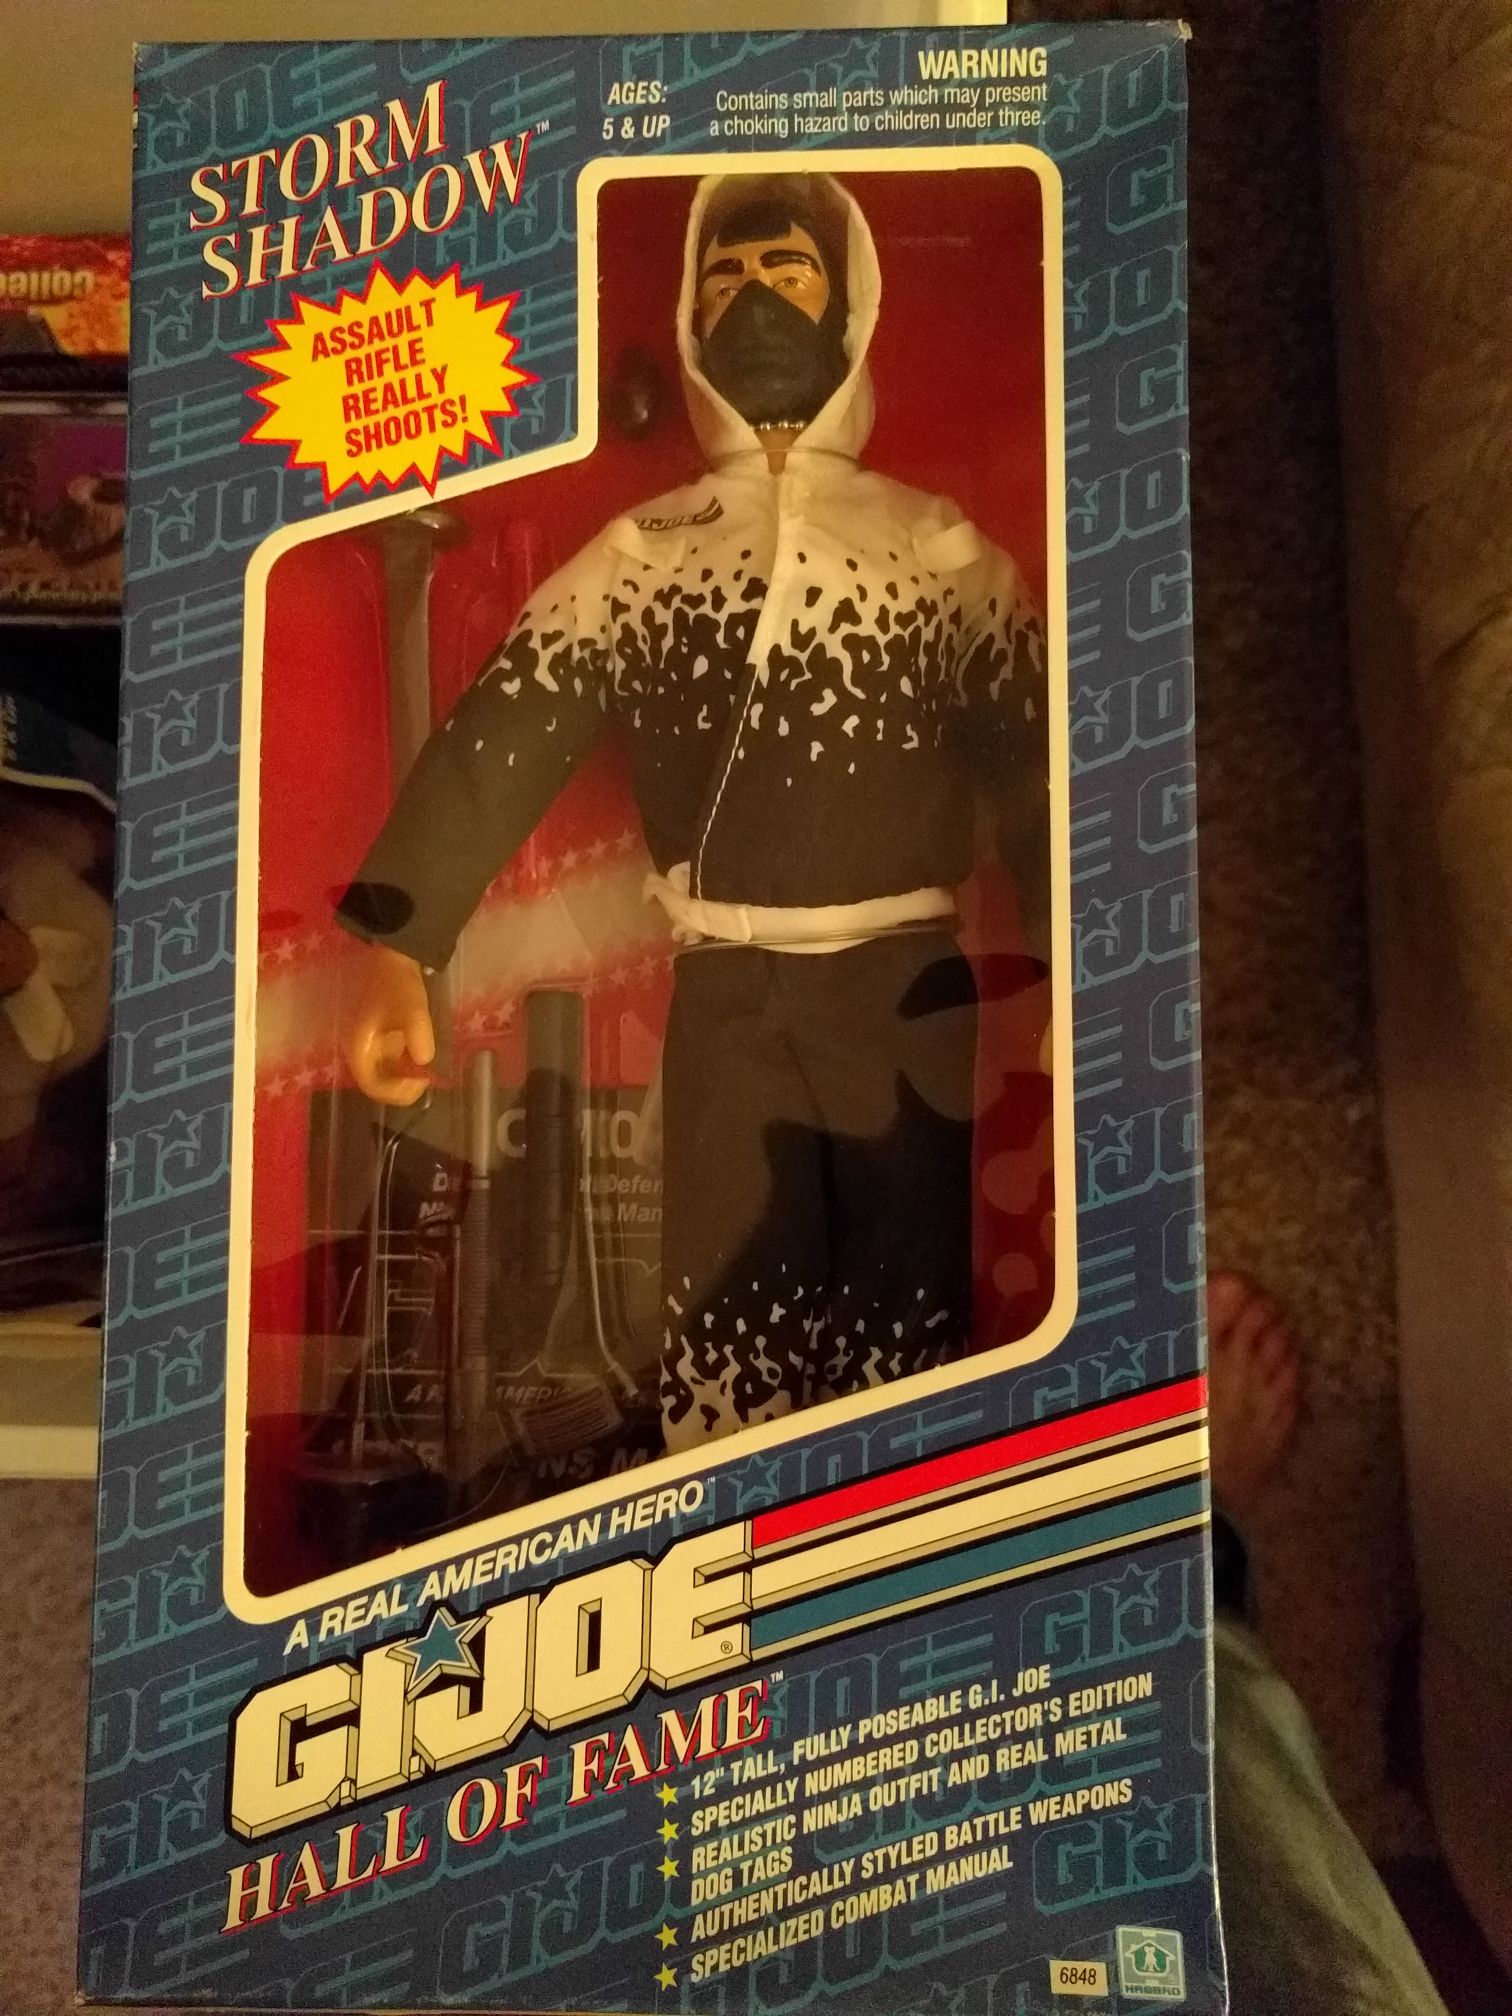 STORM
SHADOW™
AGES:
5 & UP
WARNING
Contains small parts which may present
a choking hazard to children under three.
ASSAULT
RIFLE
REALLY
SHOOTS!
GI JOE
A REAL AMERICAN HERO™
G.I. JOE®
HALL OF FAME™
12" TALL, FULLY POSEABLE G.I. JOE
SPECIALLY NUMBERED COLLECTOR'S EDITION
REALISTIC NINJA OUTFIT AND REAL METAL
DOG TAGS
AUTHENTICALLY STYLED BATTLE WEAPONS
SPECIALIZED COMBAT MANUAL
6848
HASBRO